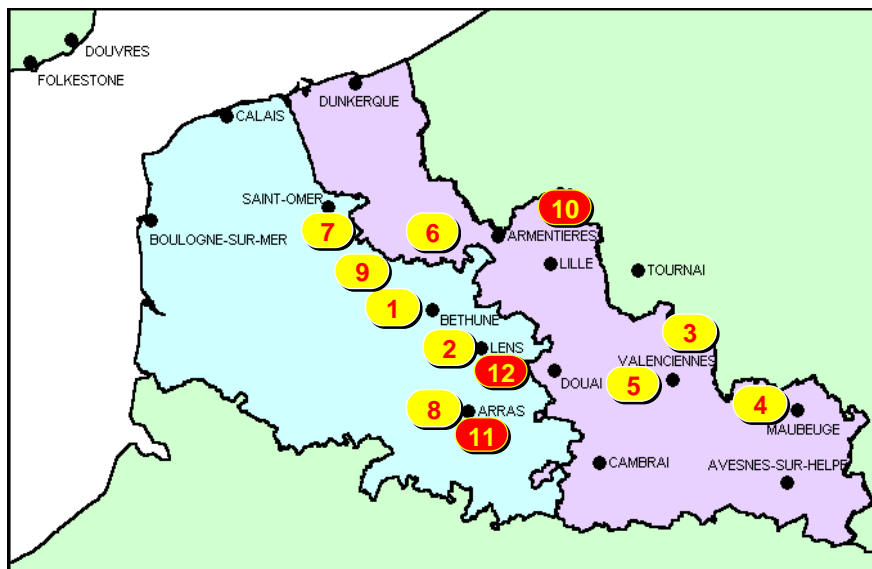 DOUVRES
FOLKESTONE
DUNKERQUE
CALAIS
SAINT-OMER
10
7
6
ARMENTIERES
BOULOGNE-SUR-MER
9
LILLE
TOURNAI
1
BETHUNE
3
2
LENS
VALENCIENNES
12
DOUAI
5
8
ARRAS
4
MAUBEUGE
11
CAMBRAI
AVESNES-SUR-HELPE